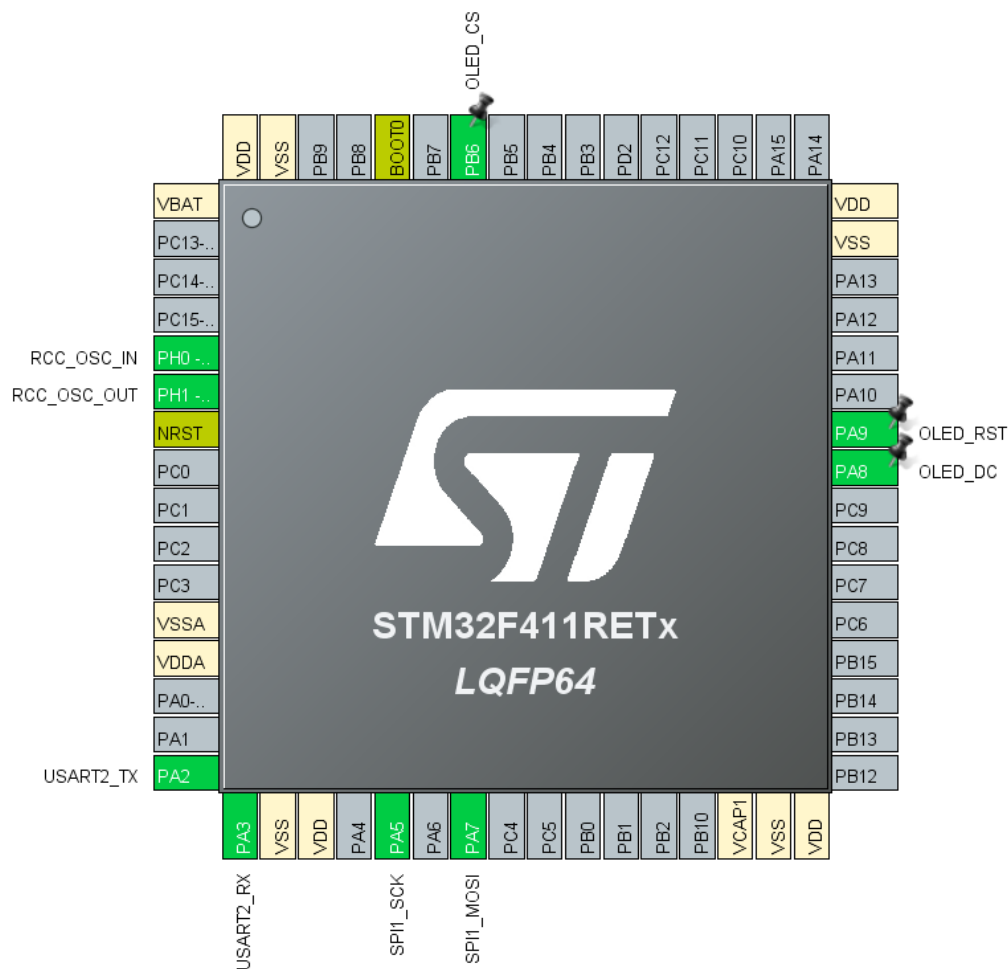 OLED_CS
VDD
VSS
PB9
PB8
BOOT0
PB7
PB6
PB5
PB4
PB3
PD2
PC12
PC11
PC10
PA15
PA14
VBAT
PC13-..
PC14-..
PC15-..
RCC_OSC_IN PH0 -..
RCC_OSC_OUT PH1 -..
NRST
PC0
PC1
PC2
PC3
VSSA
VDDA
PA0-..
PA1
USART2_TX PA2
VDD
VSS
PA13
PA12
PA11
PA10
PA9 OLED_RST
PA8 OLED_DC
PC9
PC8
PC7
PC6
PB15
PB14
PB13
PB12
ST
STM32F411RETx
LQFP64
PA3
VSS
VDD
PA4
PA5
PA6
PA7
PC4
PC5
PB0
PB1
PB2
PB10
VCAP1
VSS
VDD
USART2_RX
SPI1_SCK
SPI1_MOSI